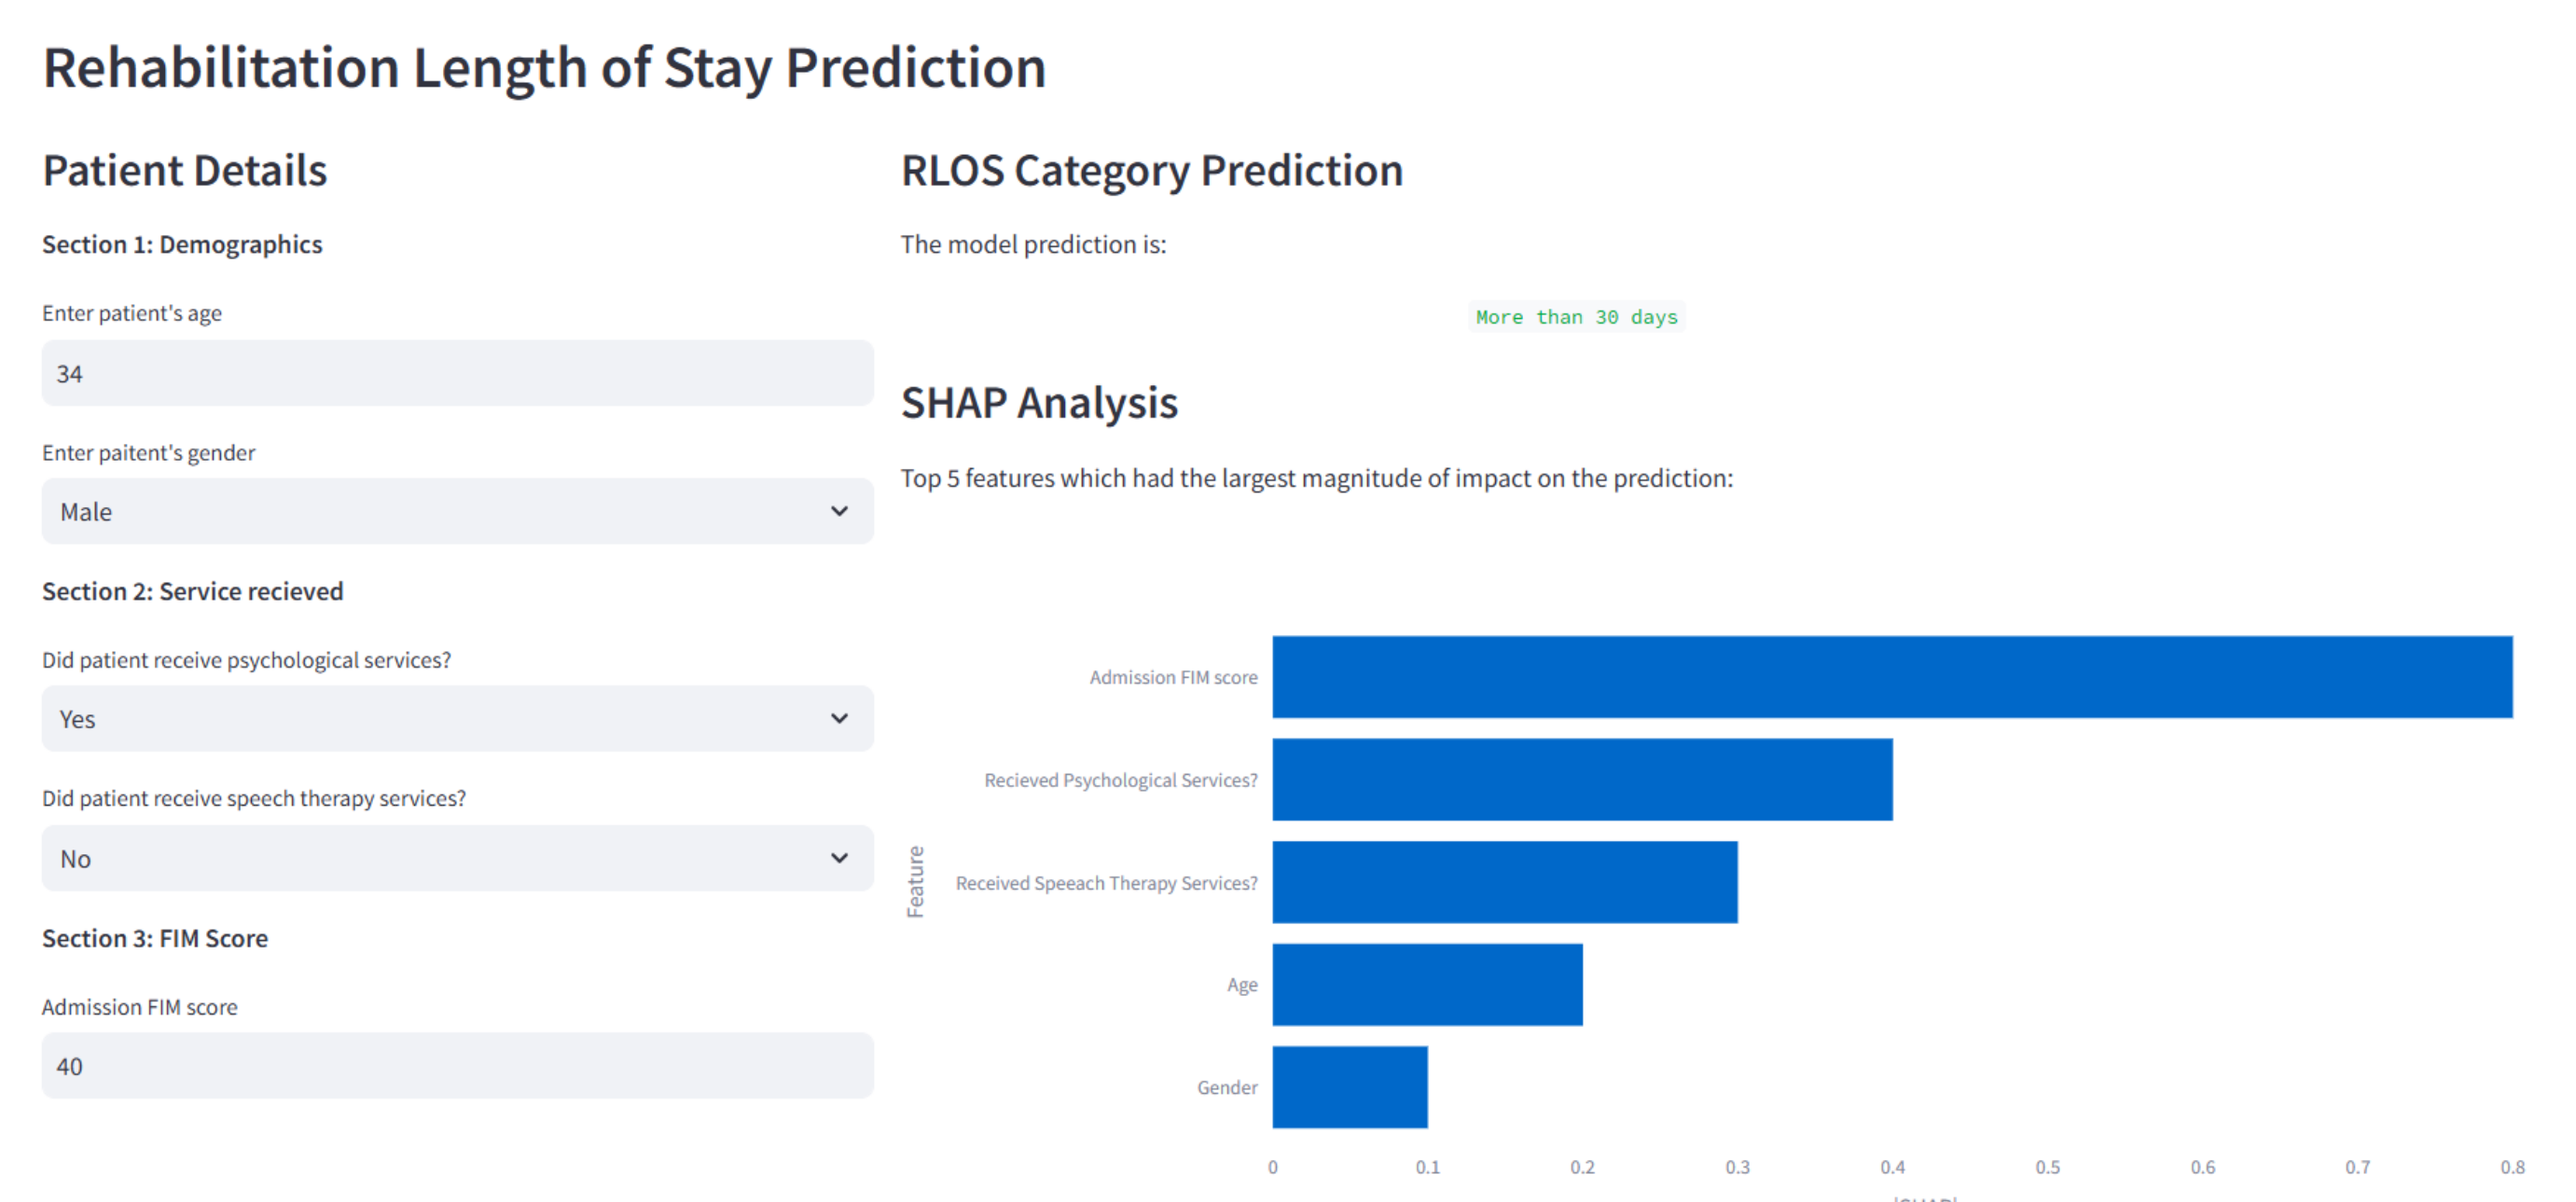 Rehabilitation Length of Stay Prediction
Patient Details
Section 1: Demographics
Enter patient's age
34
Enter paitent's gender
Male
Section 2: Service recieved
Did patient receive psychological services?
Yes
Did patient receive speech therapy services?
No
Section 3: FIM Score
Admission FIM score
40
RLOS Category Prediction
The model prediction is:
More than 30 days
SHAP Analysis
Top 5 features which had the largest magnitude of impact on the prediction:
Feature
Admission FIM score
Recieved Psychological Services?
Received Speeach Therapy Services?
Age
Gender
0 0.1 0.2 0.3 0.4 0.5 0.6 0.7 0.8
|SHAP|